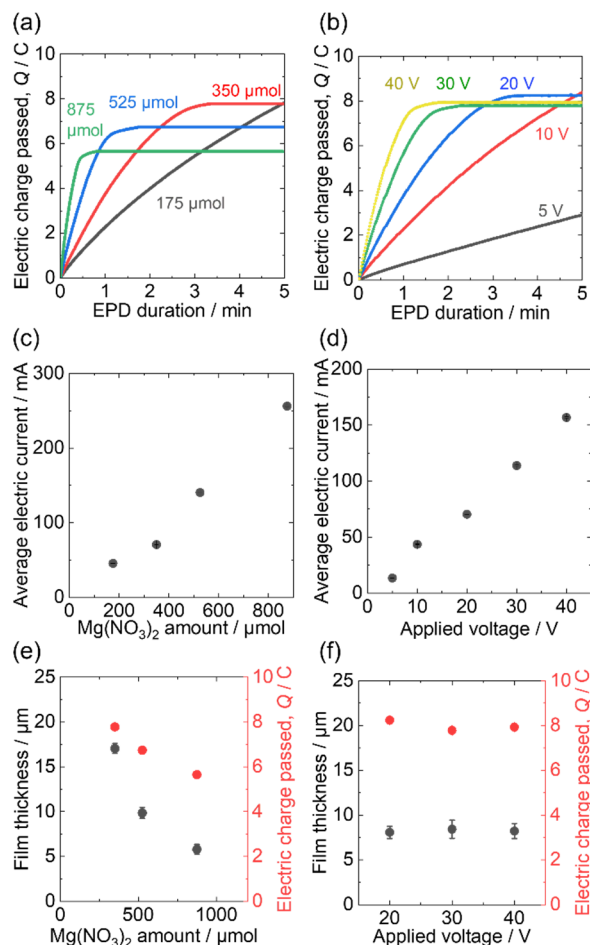 (a)
Electric charge passed, Q / C
10
8
6
4
2
0
875
µmol
525 µmol
350 µmol
175 µmol
0 1 2 3 4 5
EPD duration / min
(b)
Electric charge passed, Q / C
10
8
6
4
2
0
40 V 30 V 20 V
10 V
5 V
0 1 2 3 4 5
EPD duration / min
(c)
Average electric current / mA
300
200
100
0
0 200 400 600 800
Mg(NO3)2 amount / µmol
(d)
Average electric current / mA
200
150
100
50
0
0 10 20 30 40
Applied voltage / V
(e)
Film thickness / µm
25
20
15
10
5
0
10
8
6
4
2
0
Electric charge passed, Q / C
500 1000
Mg(NO3)2 amount / µmol
(f)
Film thickness / µm
25
20
15
10
5
0
10
8
6
4
2
0
Electric charge passed, Q / C
20 30 40
Applied voltage / V